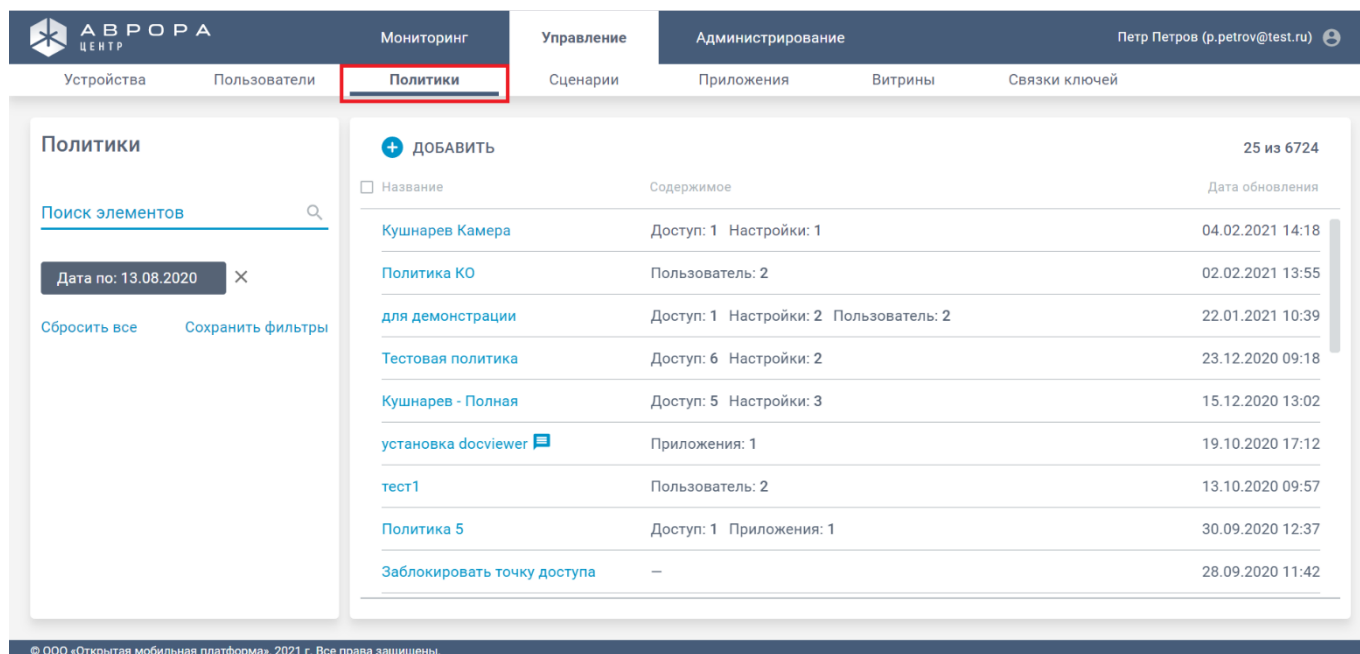 АВРОРА
ЦЕНТР
Мониторинг Управление Администрирование Петр Петров (p.petrov@test.ru)
Устройства Пользователи Политики Сценарии Приложения Витрины Связки ключей
Политики
ДОБАВИТЬ 25 из 6724
Название Содержимое Дата обновления
Поиск элементов
Кушнарев Камера Доступ: 1 Настройки: 1 04.02.2021 14:18
Политика КО Пользователь: 2 02.02.2021 13:55
Дата по: 13.08.2020
для демонстрации Доступ: 1 Настройки: 2 Пользователь: 2 22.01.2021 10:39
Сбросить все Сохранить фильтры
Тестовая политика Доступ: 6 Настройки: 2 23.12.2020 09:18
Кушнарев - Полная Доступ: 5 Настройки: 3 15.12.2020 13:02
установка docviewer Приложения: 1 19.10.2020 17:12
тест1 Пользователь: 2 13.10.2020 09:57
Политика 5 Доступ: 1 Приложения: 1 30.09.2020 12:37
Заблокировать точку доступа — 28.09.2020 11:42
© ООО «Открытая мобильная платформа», 2021 г. Все права защищены.